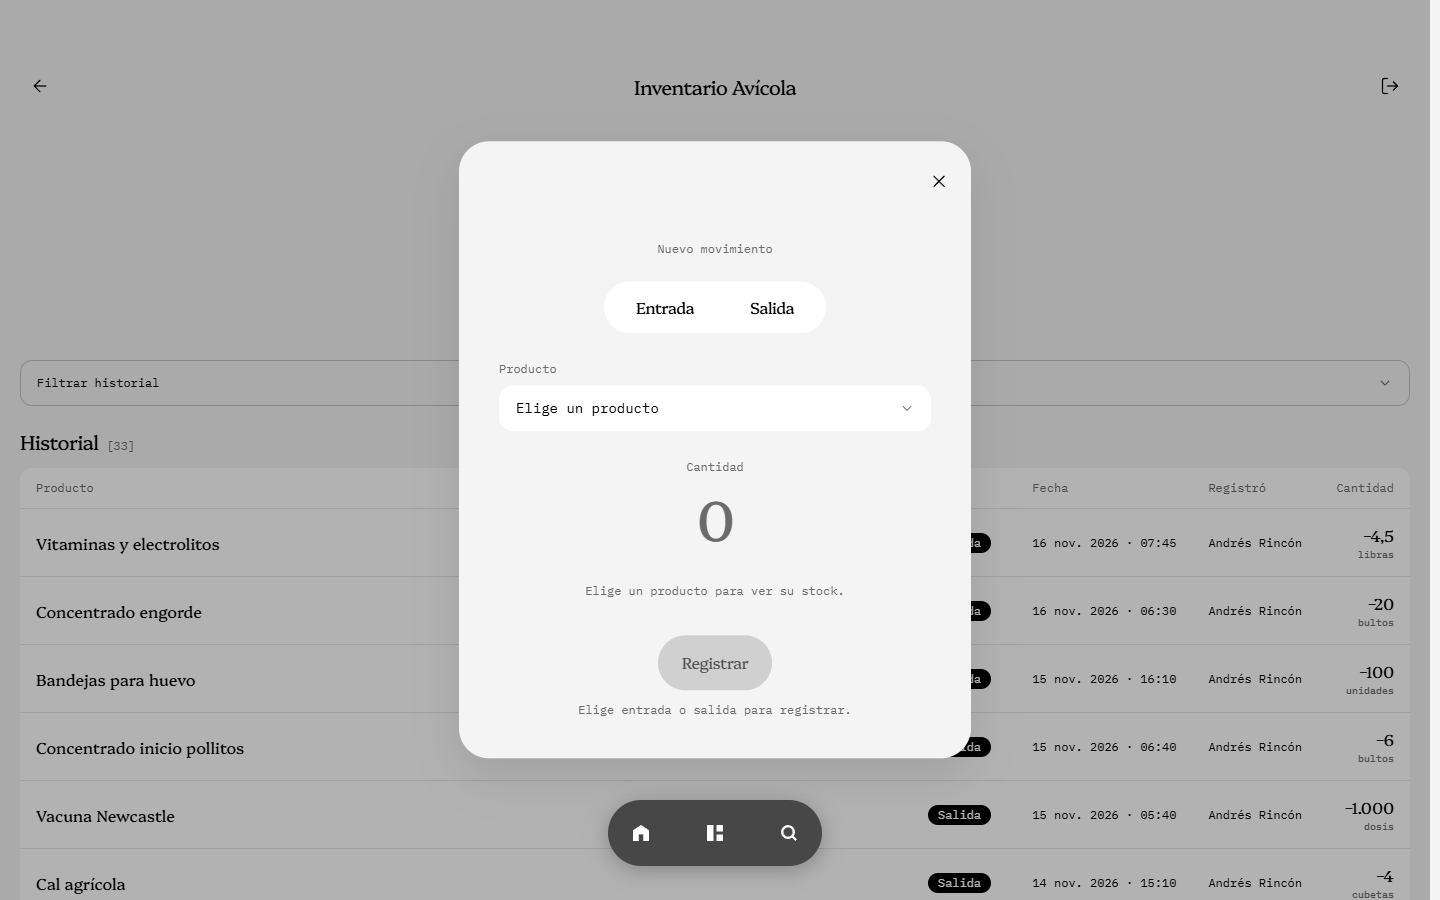 Inventario Avícola
Nuevo movimiento
Entrada Salida
Producto
Elige un producto
Cantidad
0
Elige un producto para ver su stock.
Registrar
Elige entrada o salida para registrar.
Filtrar historial
Historial [33]
Producto Fecha Registró Cantidad
Vitaminas y electrolitos 16 nov. 2026 · 07:45 Andrés Rincón −4,5
libras
Concentrado engorde 16 nov. 2026 · 06:30 Andrés Rincón −20
bultos
Bandejas para huevo 15 nov. 2026 · 16:10 Andrés Rincón −100
unidades
Concentrado inicio pollitos 15 nov. 2026 · 06:40 Andrés Rincón −6
bultos
Vacuna Newcastle Salida 15 nov. 2026 · 05:40 Andrés Rincón −1.000
dosis
Cal agrícola Salida 14 nov. 2026 · 15:10 Andrés Rincón −4
cubetas